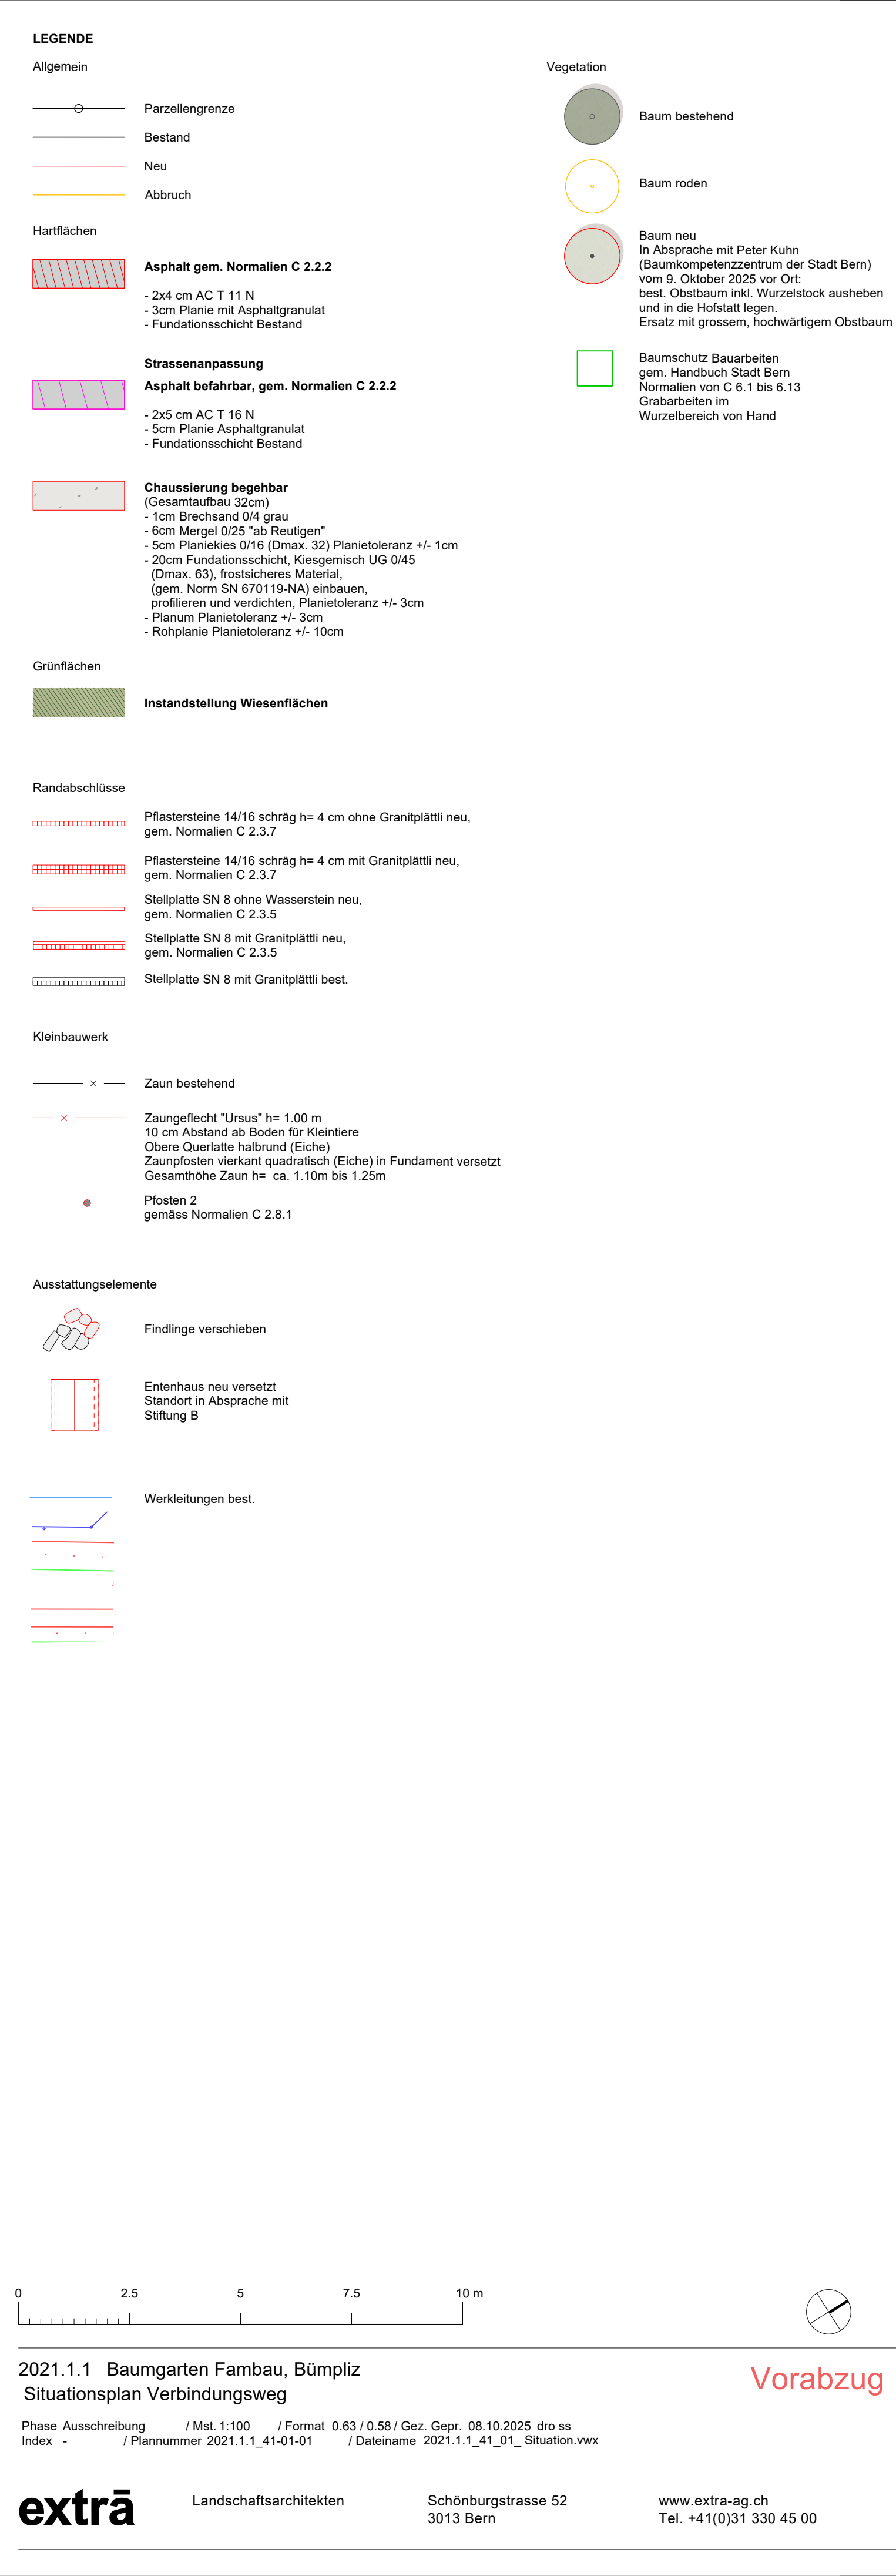 LEGENDE
Allgemein
Parzellengrenze
Bestand
Neu
Abbruch
Hartflächen
Asphalt gem. Normalien C 2.2.2
- 2x4 cm AC T 11 N
- 3cm Planie mit Asphaltgranulat
- Fundationsschicht Bestand
Strassenanpassung
Asphalt befahrbar, gem. Normalien C 2.2.2
- 2x5 cm AC T 16 N
- 5cm Planie Asphaltgranulat
- Fundationsschicht Bestand
Chaussierung begehbar
(Gesamtaufbau 32cm)
- 1cm Brechsand 0/4 grau
- 6cm Mergel 0/25 "ab Reutigen"
- 5cm Planiekies 0/16 (Dmax. 32) Planietoleranz +/- 1cm
- 20cm Fundationsschicht, Kiesgemisch UG 0/45
(Dmax. 63), frostsicheres Material,
(gem. Norm SN 670119-NA) einbauen,
profilieren und verdichten, Planietoleranz +/- 3cm
- Planum Planietoleranz +/- 3cm
- Rohplanie Planietoleranz +/- 10cm
Grünflächen
Instandstellung Wiesenflächen
Randabschlüsse
Pflastersteine 14/16 schräg h= 4 cm ohne Granitplättli neu,
gem. Normalien C 2.3.7
Pflastersteine 14/16 schräg h= 4 cm mit Granitplättli neu,
gem. Normalien C 2.3.7
Stellplatte SN 8 ohne Wasserstein neu,
gem. Normalien C 2.3.5
Stellplatte SN 8 mit Granitplättli neu,
gem. Normalien C 2.3.5
Stellplatte SN 8 mit Granitplättli best.
Kleinbauwerk
Zaun bestehend
Zaungeflecht "Ursus" h= 1.00 m
10 cm Abstand ab Boden für Kleintiere
Obere Querlatte halbrund (Eiche)
Zaunpfosten vierkant quadratisch (Eiche) in Fundament versetzt
Gesamthöhe Zaun h= ca. 1.10m bis 1.25m
Pfosten 2
gemäss Normalien C 2.8.1
Ausstattungselemente
Findlinge verschieben
Entenhaus neu versetzt
Standort in Absprache mit
Stiftung B
Werkleitungen best.
Vegetation
Baum bestehend
Baum roden
Baum neu
In Absprache mit Peter Kuhn
(Baumkompetenzzentrum der Stadt Bern)
vom 9. Oktober 2025 vor Ort:
best. Obstbaum inkl. Wurzelstock ausheben
und in die Hofstatt legen.
Ersatz mit grossem, hochwärtigem Obstbaum
Baumschutz Bauarbeiten
gem. Handbuch Stadt Bern
Normalien von C 6.1 bis 6.13
Grabarbeiten im
Wurzelbereich von Hand
0 2.5 5 7.5 10 m
2021.1.1 Baumgarten Fambau, Bümpliz
Situationsplan Verbindungsweg
Vorabzug
Phase Ausschreibung / Mst. 1:100 / Format 0.63 / 0.58 / Gez. Gepr. 08.10.2025 dro ss
Index - / Plannummer 2021.1.1_41-01-01 / Dateiname 2021.1.1_41_01_ Situation.vwx
extrā
Landschaftsarchitekten
Schönburgstrasse 52
3013 Bern
www.extra-ag.ch
Tel. +41(0)31 330 45 00